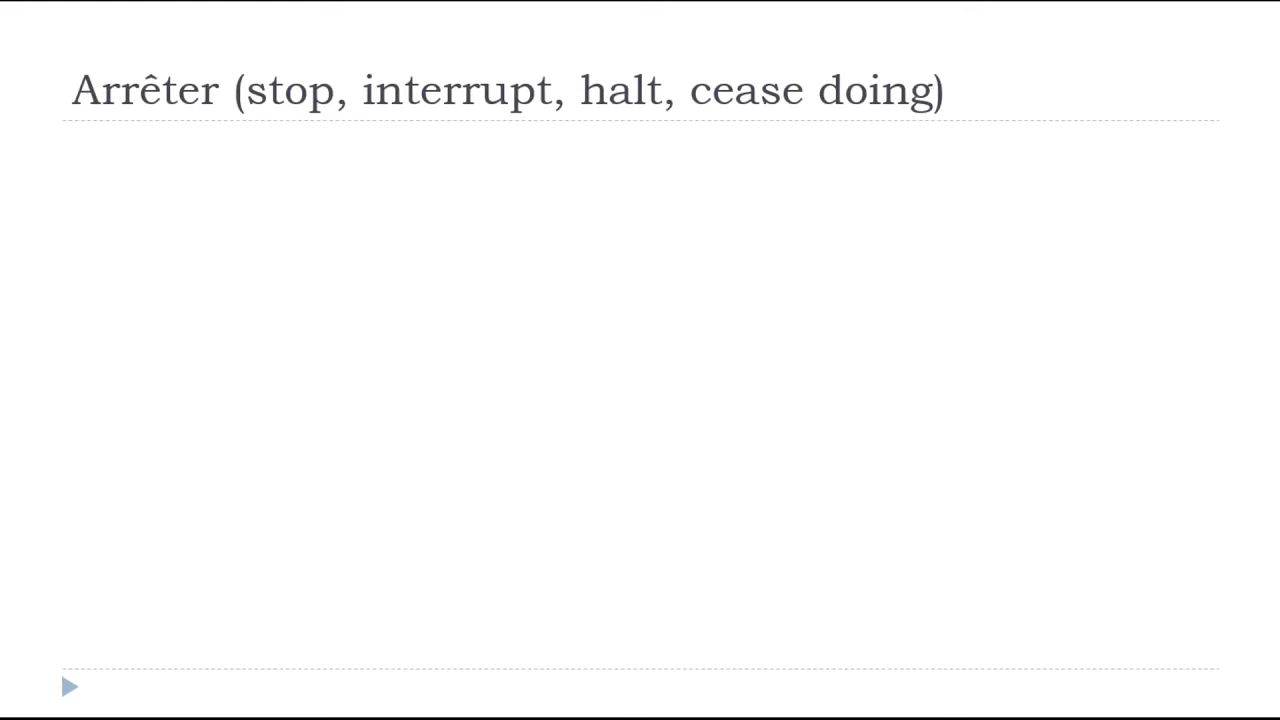 Arrêter (stop, interrupt, halt, cease doing)